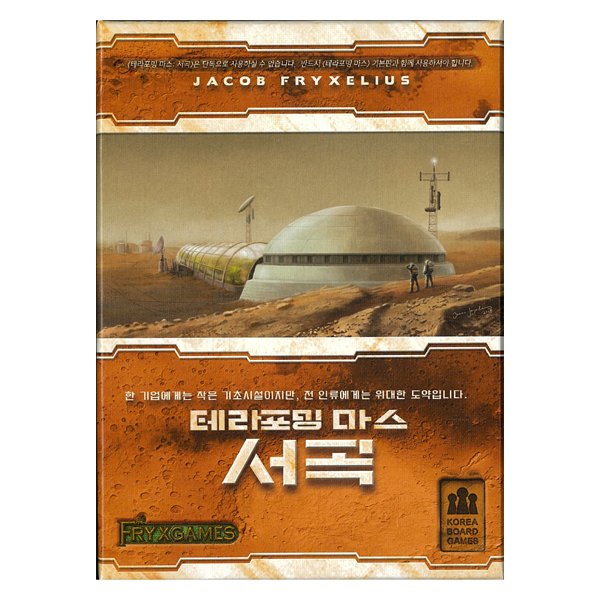 (테라포밍 마스: 서곡)은 단독으로 사용하실 수 없습니다. 반드시 (테라포밍 마스) 기본판과 함께 사용하셔야 합니다.
JACOB FRYXELIUS
한 기업에게는 작은 기초시설이지만, 전 인류에게는 위대한 도약입니다.
테라포밍 마스
서곡
FRYXGAMES
KOREA
BOARD
GAMES